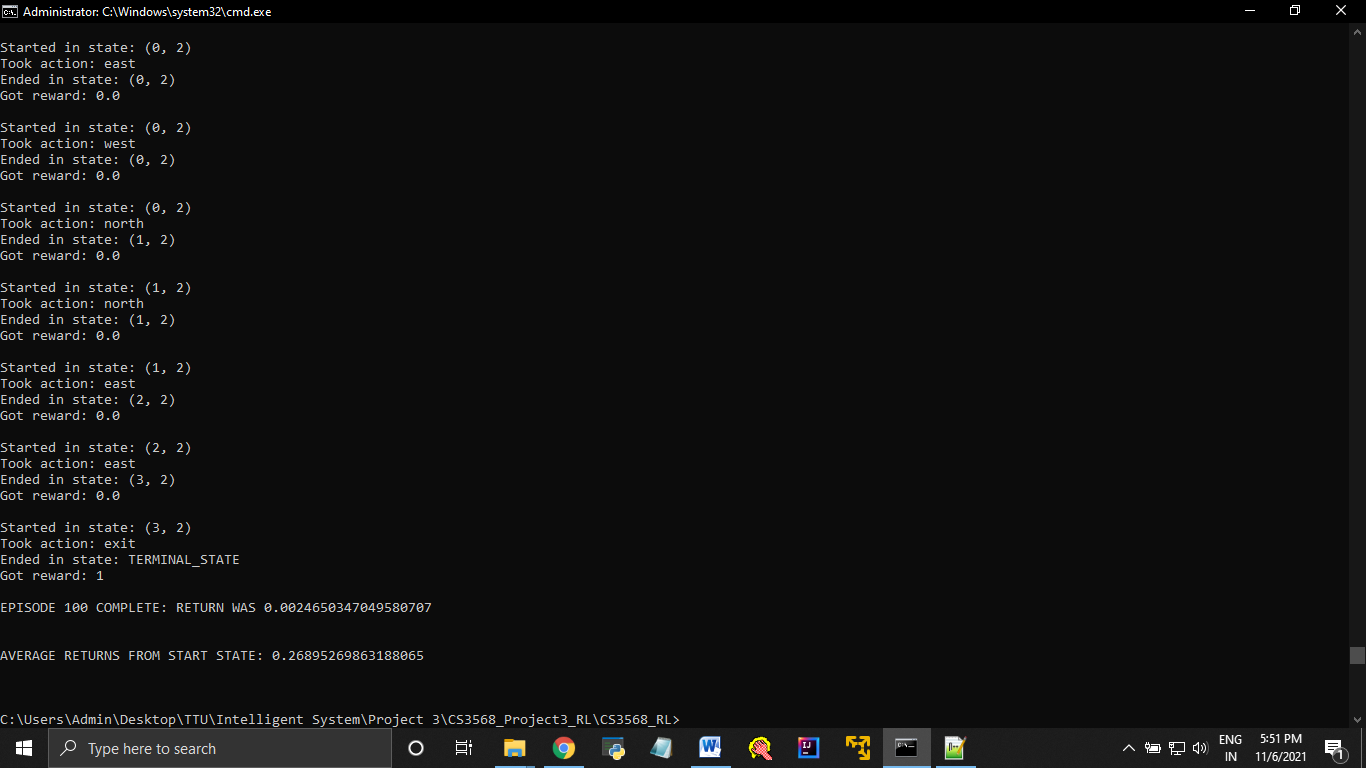 Administrator: C:\Windows\system32\cmd.exe
Started in state: (0, 2)
Took action: east
Ended in state: (0, 2)
Got reward: 0.0
Started in state: (0, 2)
Took action: west
Ended in state: (0, 2)
Got reward: 0.0
Started in state: (0, 2)
Took action: north
Ended in state: (1, 2)
Got reward: 0.0
Started in state: (1, 2)
Took action: north
Ended in state: (1, 2)
Got reward: 0.0
Started in state: (1, 2)
Took action: east
Ended in state: (2, 2)
Got reward: 0.0
Started in state: (2, 2)
Took action: east
Ended in state: (3, 2)
Got reward: 0.0
Started in state: (3, 2)
Took action: exit
Ended in state: TERMINAL_STATE
Got reward: 1
EPISODE 100 COMPLETE: RETURN WAS 0.0024650347049580707
AVERAGE RETURNS FROM START STATE: 0.26895269863188065
C:\Users\Admin\Desktop\TTU\Intelligent System\Project 3\CS3568_Project3_RL\CS3568_RL>
Type here to search
ENG
IN
5:51 PM
11/6/2021
1